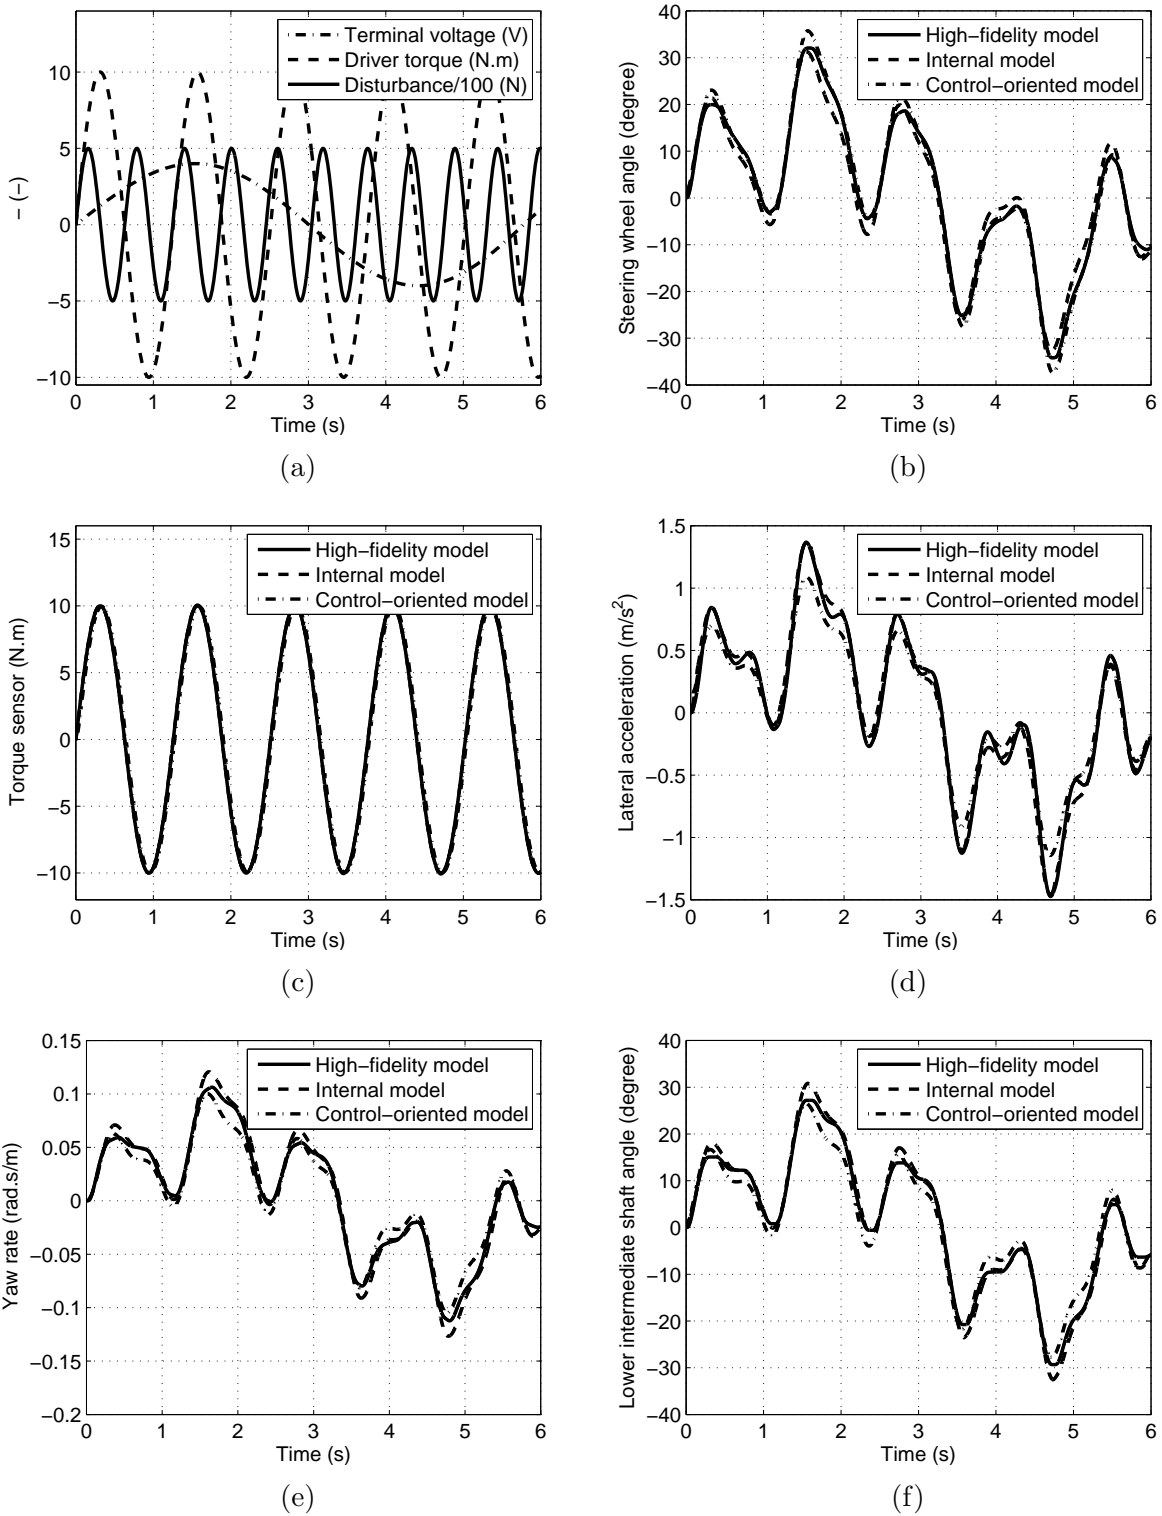 Terminal voltage (V)
Driver torque (N.m)
Disturbance/100 (N)
10
5
0
−5
−10
− (−)
0 1 2 3 4 5 6
Time (s)
(a)
High−fidelity model
Internal model
Control−oriented model
40
30
20
10
0
−10
−20
−30
−40
Steering wheel angle (degree)
0 1 2 3 4 5 6
Time (s)
(b)
High−fidelity model
Internal model
Control−oriented model
15
10
5
0
−5
−10
Torque sensor (N.m)
0 1 2 3 4 5 6
Time (s)
(c)
High−fidelity model
Internal model
Control−oriented model
1.5
1
0.5
0
−0.5
−1
−1.5
Lateral acceleration (m/s²)
0 1 2 3 4 5 6
Time (s)
(d)
High−fidelity model
Internal model
Control−oriented model
0.15
0.1
0.05
0
−0.05
−0.1
−0.15
−0.2
Yaw rate (rad.s/m)
0 1 2 3 4 5 6
Time (s)
(e)
High−fidelity model
Internal model
Control−oriented model
40
30
20
10
0
−10
−20
−30
−40
Lower intermediate shaft angle (degree)
0 1 2 3 4 5 6
Time (s)
(f)